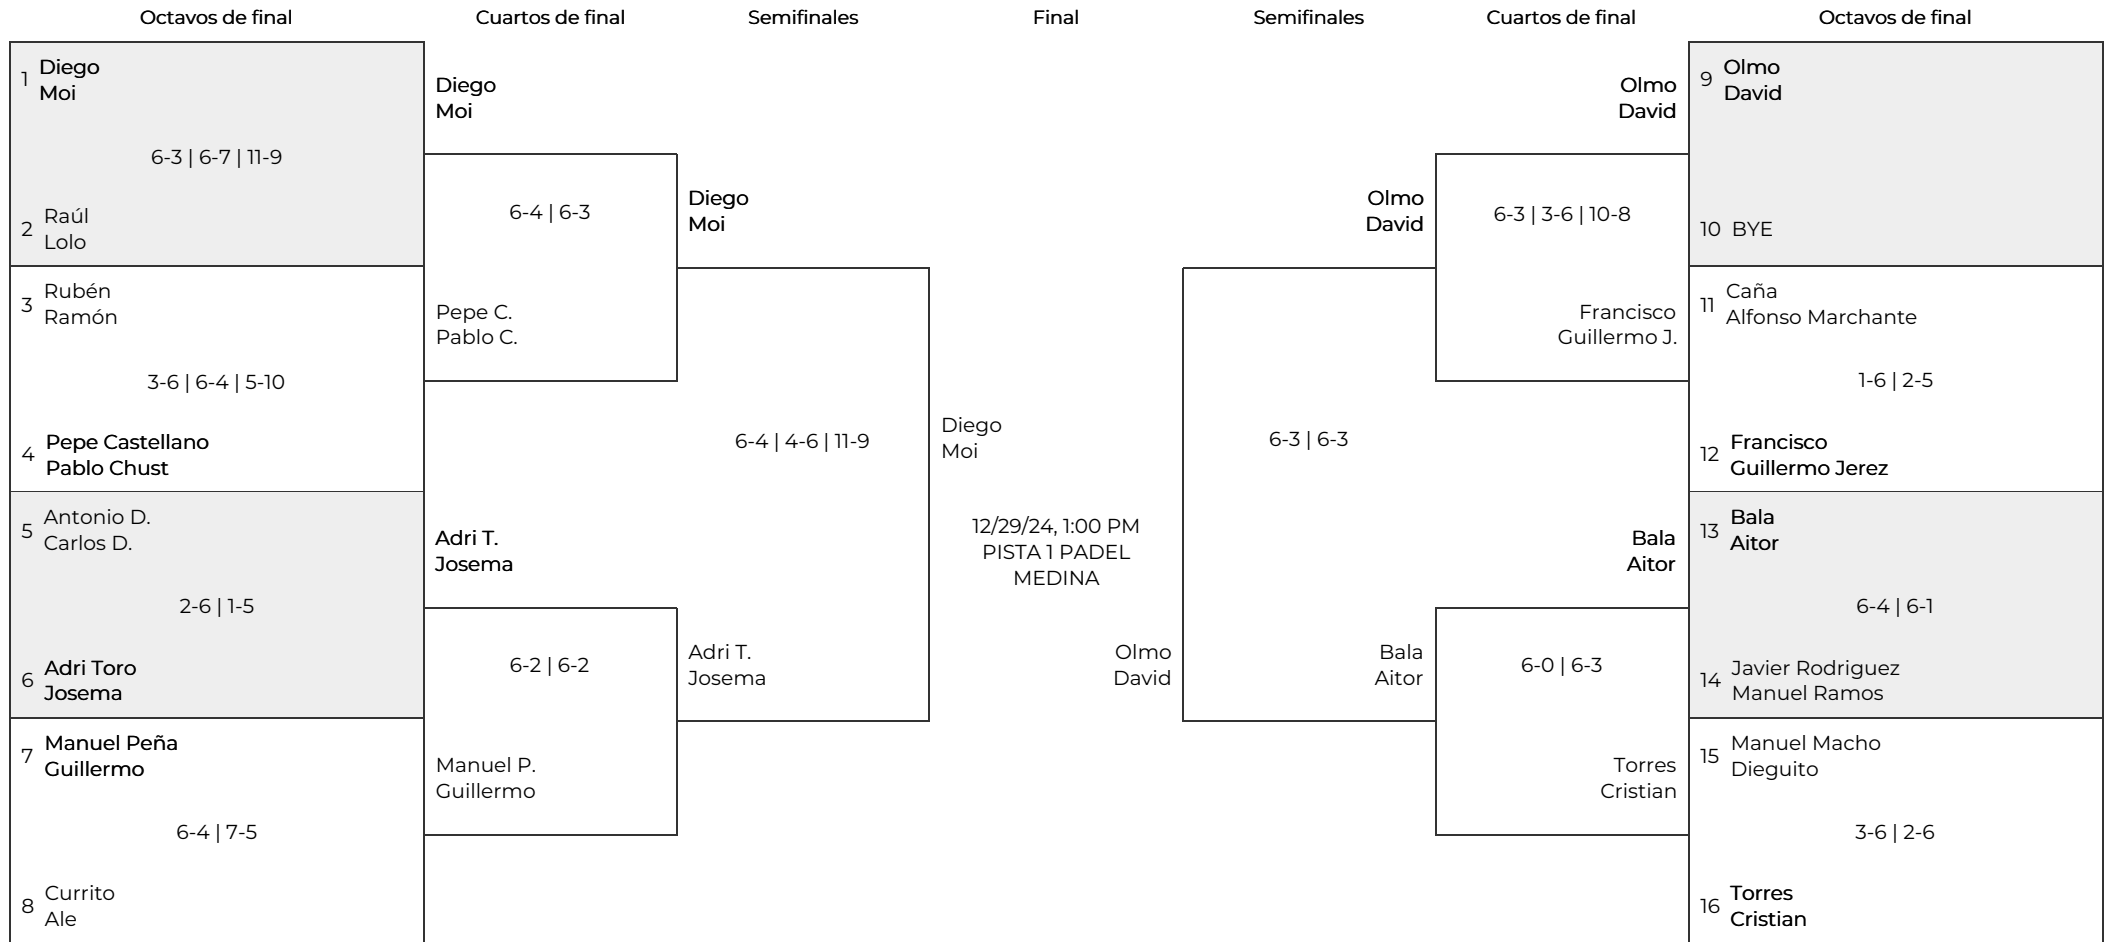 Octavos de final
Cuartos de final
Semifinales
Final
Semifinales
Cuartos de final
Octavos de final
1
Diego
Moi
6-3 | 6-7 | 11-9
2
Raúl
Lolo
3
Rubén
Ramón
3-6 | 6-4 | 5-10
4
Pepe Castellano
Pablo Chust
5
Antonio D.
Carlos D.
2-6 | 1-5
6
Adri Toro
Josema
7
Manuel Peña
Guillermo
6-4 | 7-5
8
Currito
Ale
Diego
Moi
6-4 | 6-3
Pepe C.
Pablo C.
Adri T.
Josema
6-2 | 6-2
Manuel P.
Guillermo
Diego
Moi
6-4 | 4-6 | 11-9
Adri T.
Josema
Diego
Moi
12/29/24, 1:00 PM
PISTA 1 PADEL
MEDINA
Olmo
David
Olmo
David
6-3 | 6-3
Bala
Aitor
Olmo
David
6-3 | 3-6 | 10-8
Francisco
Guillermo J.
Bala
Aitor
6-0 | 6-3
Torres
Cristian
9
Olmo
David
10 BYE
11
Caña
Alfonso Marchante
1-6 | 2-5
12
Francisco
Guillermo Jerez
13
Bala
Aitor
6-4 | 6-1
14
Javier Rodriguez
Manuel Ramos
15
Manuel Macho
Dieguito
3-6 | 2-6
16
Torres
Cristian